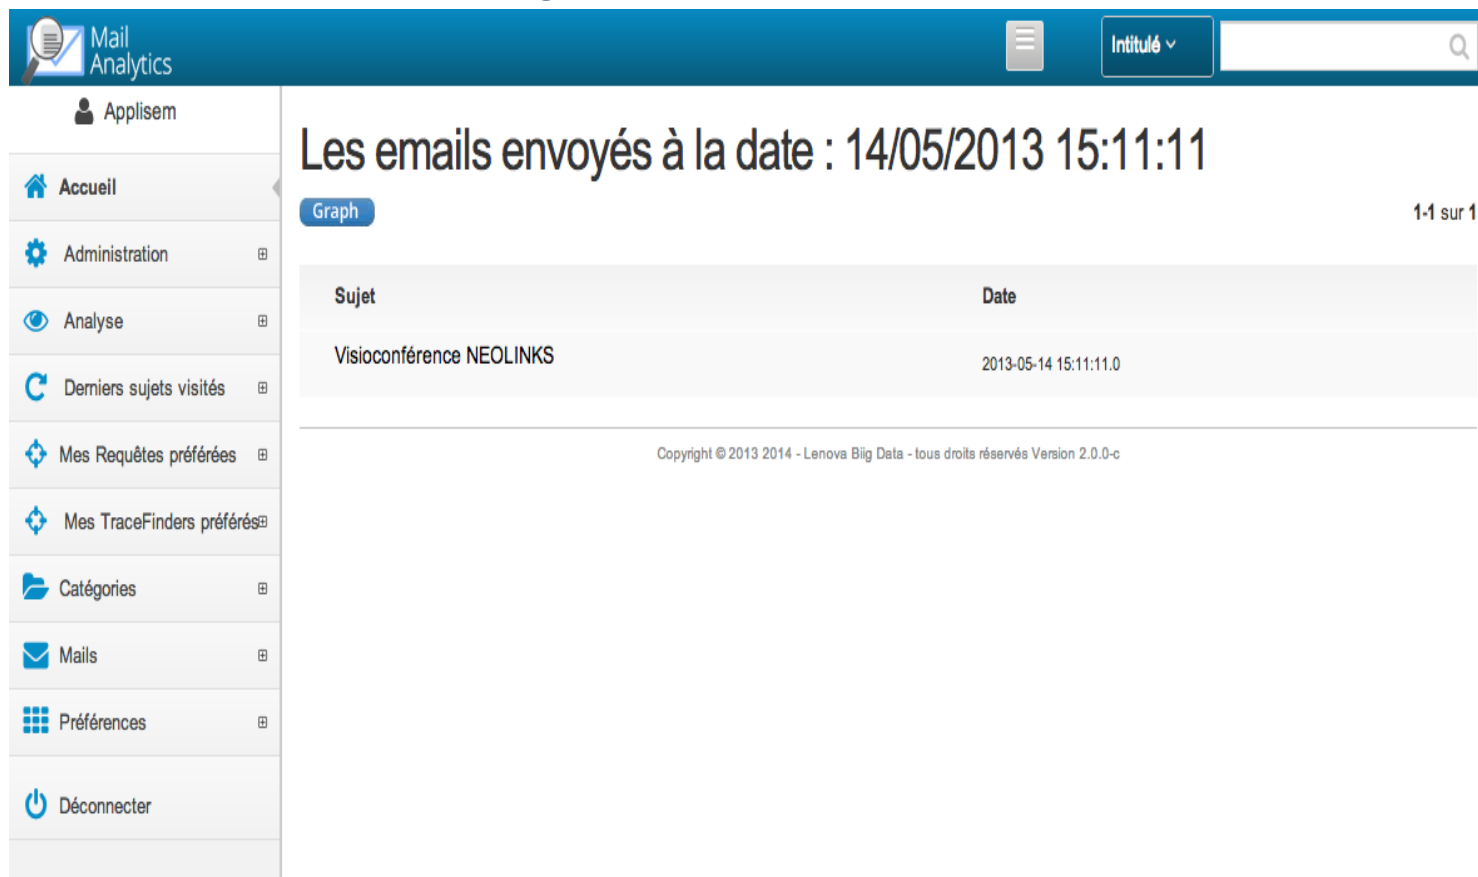 Mail
Analytics
Intitulé
Applisem
Accueil
Administration
Analyse
Derniers sujets visités
Mes Requêtes préférées
Mes TraceFinders préférés
Catégories
Mails
Préférences
Déconnecter
Les emails envoyés à la date : 14/05/2013 15:11:11
Graph
1-1 sur 1
Sujet Date
Visioconférence NEOLINKS 2013-05-14 15:11:11.0
Copyright © 2013 2014 - Lenova Biig Data - tous droits réservés Version 2.0.0-c